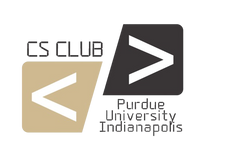 CS CLUB
>
<
Purdue
University
Indianapolis